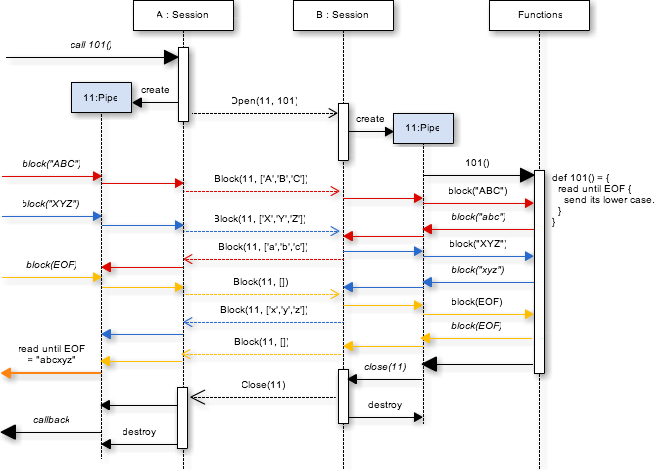 A : Session
B : Session
Functions
call 101()
create
11:Pipe
Open(11, 101)
create
11:Pipe
101()
def 101() = {
read until EOF {
send its lower case.
}
}
block("ABC")
Block(11, ['A','B','C'])
block("ABC")
block("XYZ")
Block(11, ['X','Y','Z'])
block("abc")
Block(11, ['a','b','c'])
block("XYZ")
block(EOF)
block("xyz")
Block(11, [])
block(EOF)
Block(11, ['x','y','z'])
block(EOF)
Block(11, [])
read until EOF
= "abcxyz"
close(11)
Close(11)
destroy
callback
destroy